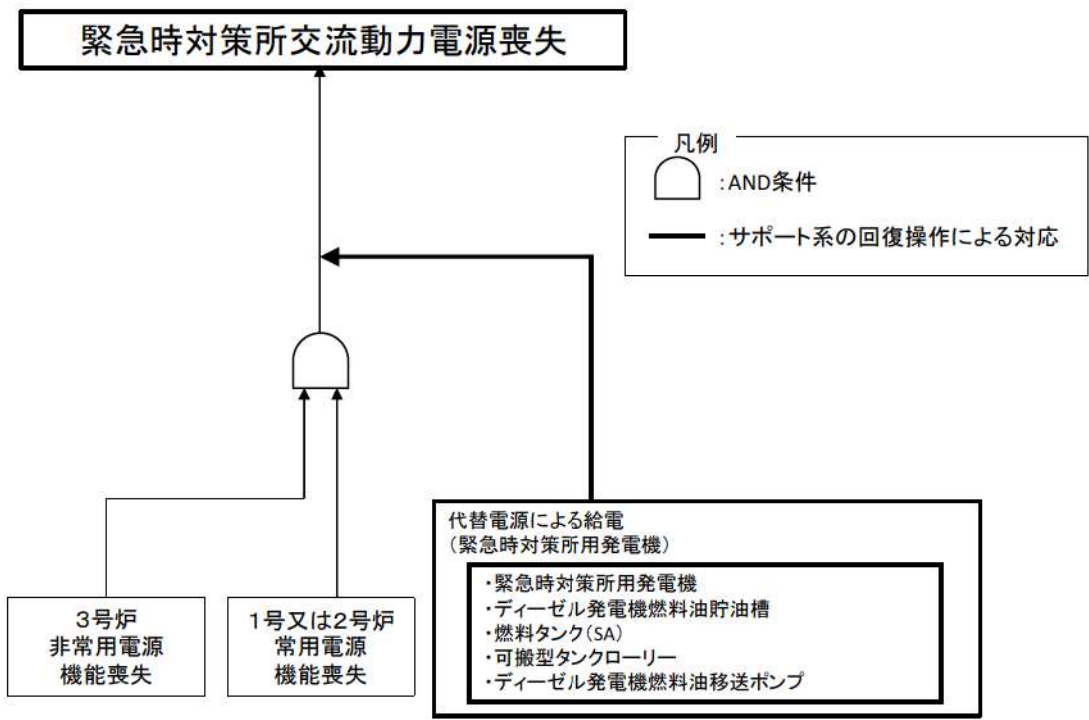 緊急時対策所交流動力電源喪失
凡例
:AND条件
:サポート系の回復操作による対応
代替電源による給電
(緊急時対策所用発電機)
・緊急時対策所用発電機
・ディーゼル発電機燃料油貯油槽
・燃料タンク(SA)
・可搬型タンクローリー
・ディーゼル発電機燃料油移送ポンプ
3号炉
非常用電源
機能喪失
1号又は2号炉
常用電源
機能喪失